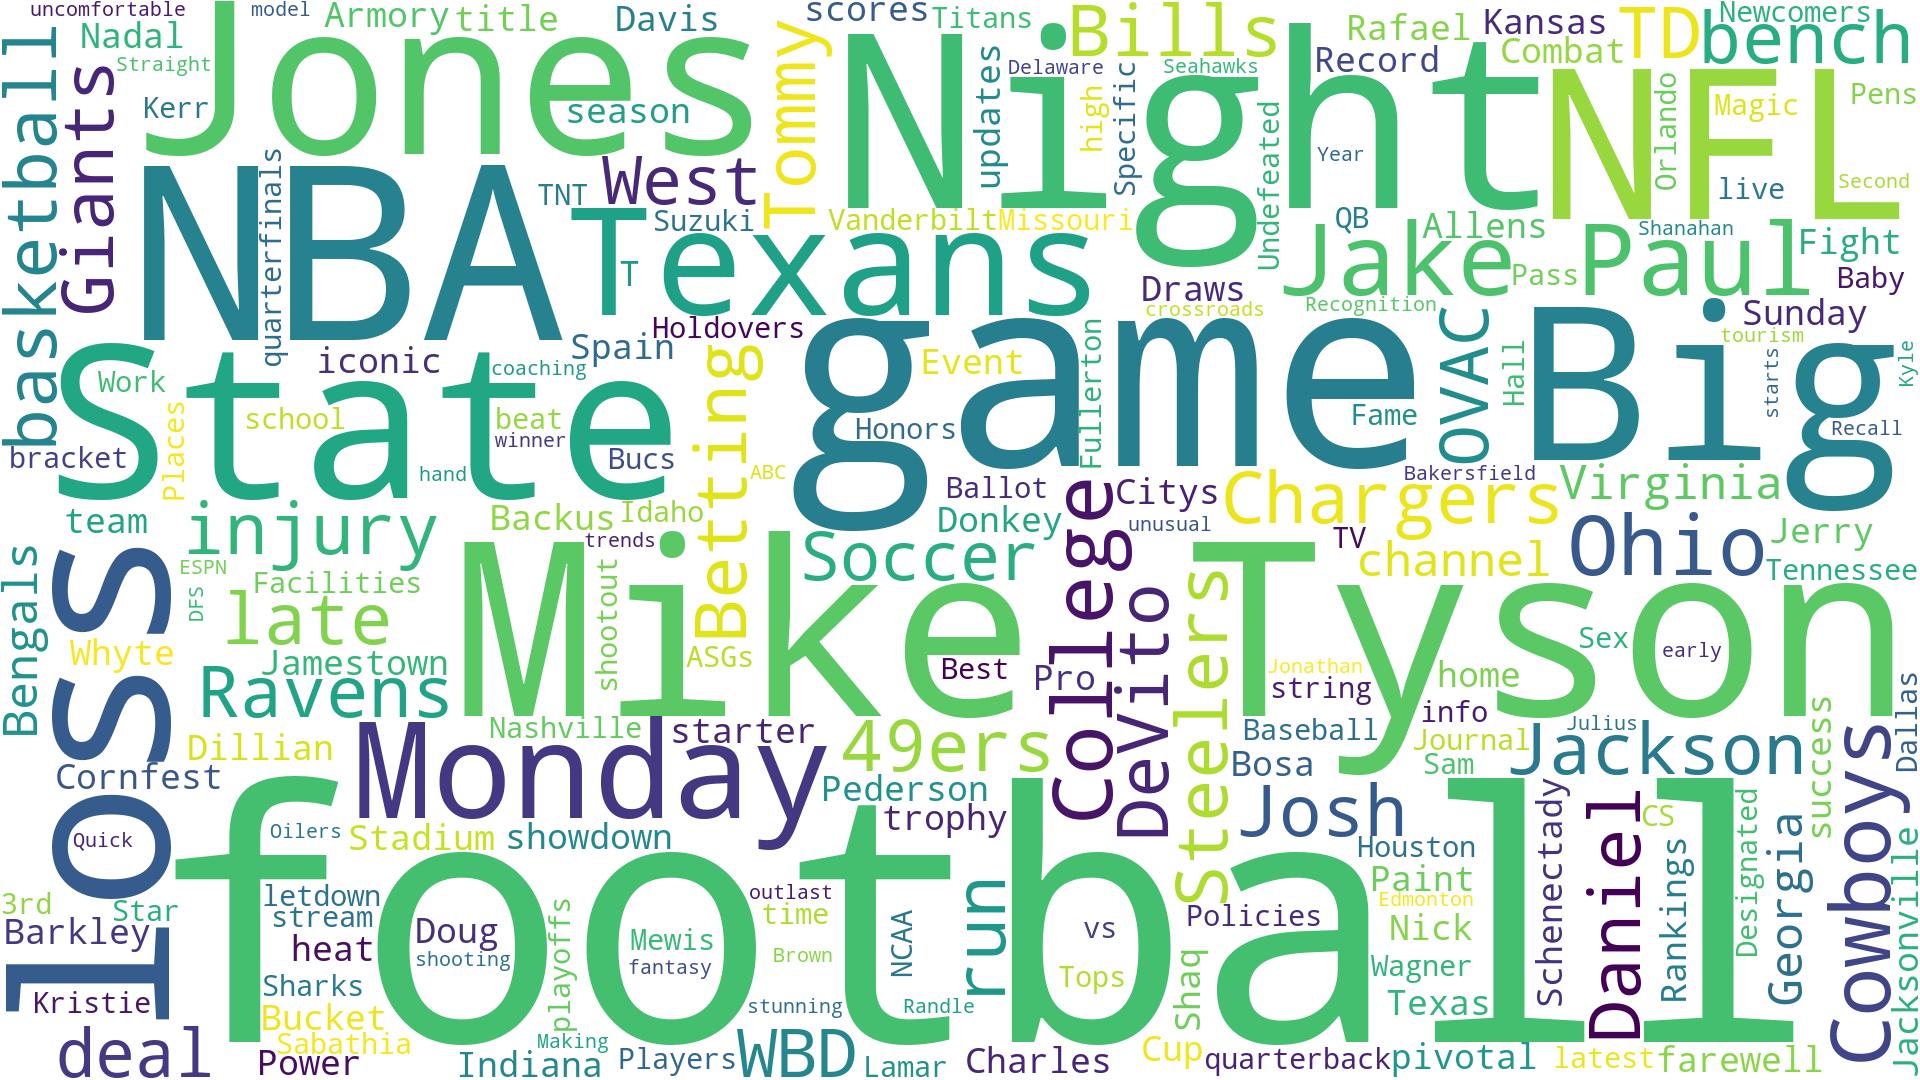 uncomfortable
model
Armory
title
Davis
scores
Titans
Bills
Rafael
Kansas
TD
Newcomers
bench
Nadal
Straight
Jones
Kerr
season
Tommy
Night
updates
Delaware
Seahawks
high
Specific
Undefeated
Record
Combat
NFL
Orlando
Magic
Pens
Year
live
Second
basketball
Giants
NBA
quarterfinals
TNT
West
Suzuki
Texans
T
Vanderbilt
Missouri
QB
Allens
Shanahan
Fight
Jake
Paul
Pass
Baby
Draws
crossroads
Recognition
Sunday
tourism
Holdovers
Spain
iconic
coaching
State
Work
Places
school
beat
winner
hand
bracket
Bucs
Betting
ABC
game
Event
Honors
Fullerton
Fame
OVAC
Hall
Big
starts
Kyle
Recall
Bakersfield
Virginia
Chargers
Citys
Ballot
Donkey
unusual
College
team
injury
Backus
Idaho
trends
Soccer
TV
channel
Ohio
Jerry
Tennessee
Bengals
loss
ESPN
Facilities
DFS
late
Whyte
Jamestown
Ravens
Mike
shootout
ASGs
Best
Pro
DeVito
Steelers
Tyson
Jonathan
string
home
Sex
early
info
Nashville
starter
49ers
Baseball
Journal
Julius
success
Dallas
Dillian
Monday
Cornfest
Pederson
Bosa
Sam
Jackson
Cowboys
Quick
Oilers
Stadium
showdown
trophy
Josh
Houston
Schenectady
Daniel
CS
Rankings
Designated
Georgia
Jacksonville
football
3rd
Star
letdown
stream
outlast
time
Paint
Edmonton
Barkley
heat
Doug
shooting
playoffs
Mewis
fantasy
Brown
NCAA
run
vs
Tops
Policies
Shaq
Nick
Wagner
Texas
Sharks
Kristie
Bucket
Sabathia
stunning
Randle
deal
Power
Indiana
Making
Players
WBD
Lamar
Charles
Cup
quarterback
pivotal
latest
farewell